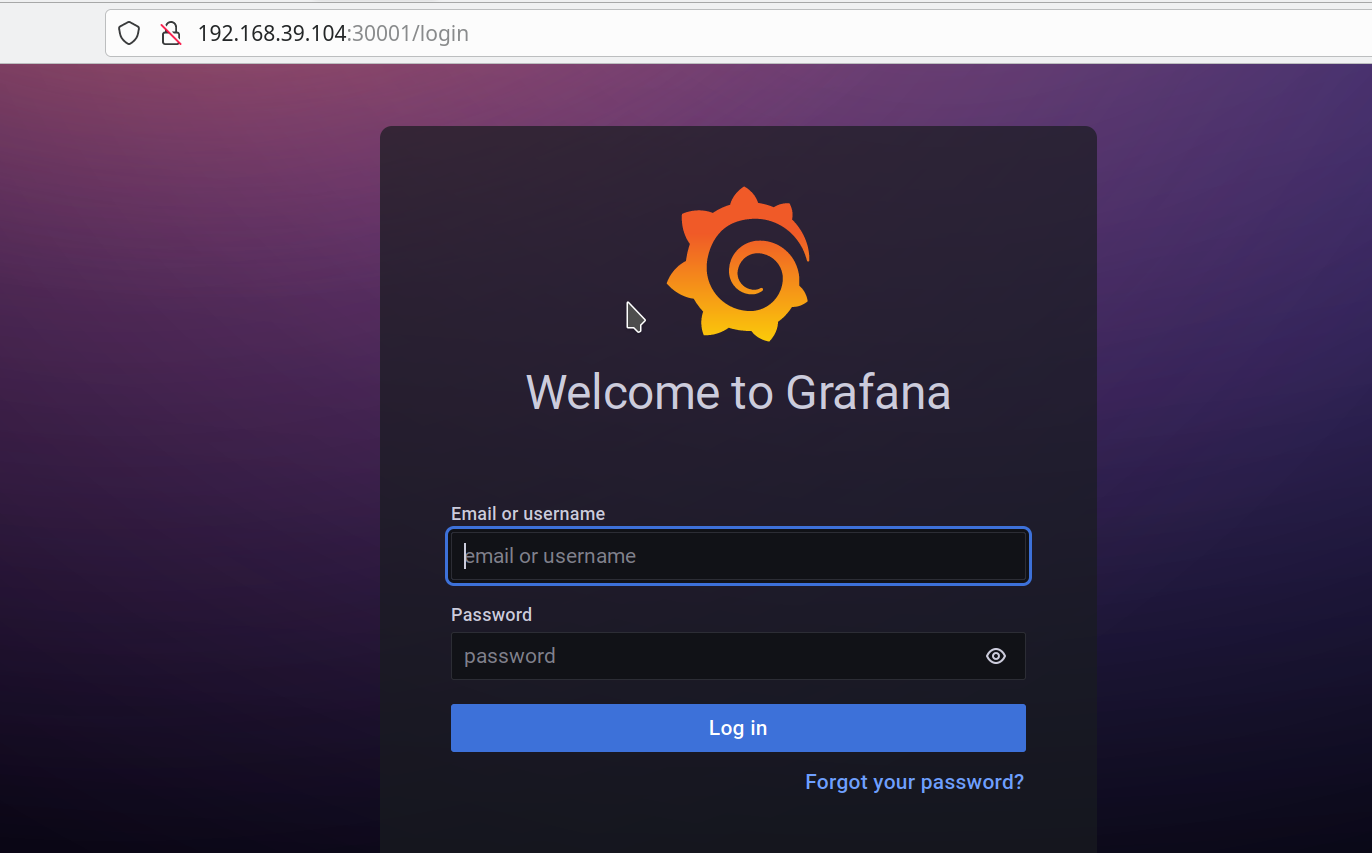 192.168.39.104:30001/login
Welcome to Grafana
Email or username
email or username
Password
password
Log in
Forgot your password?